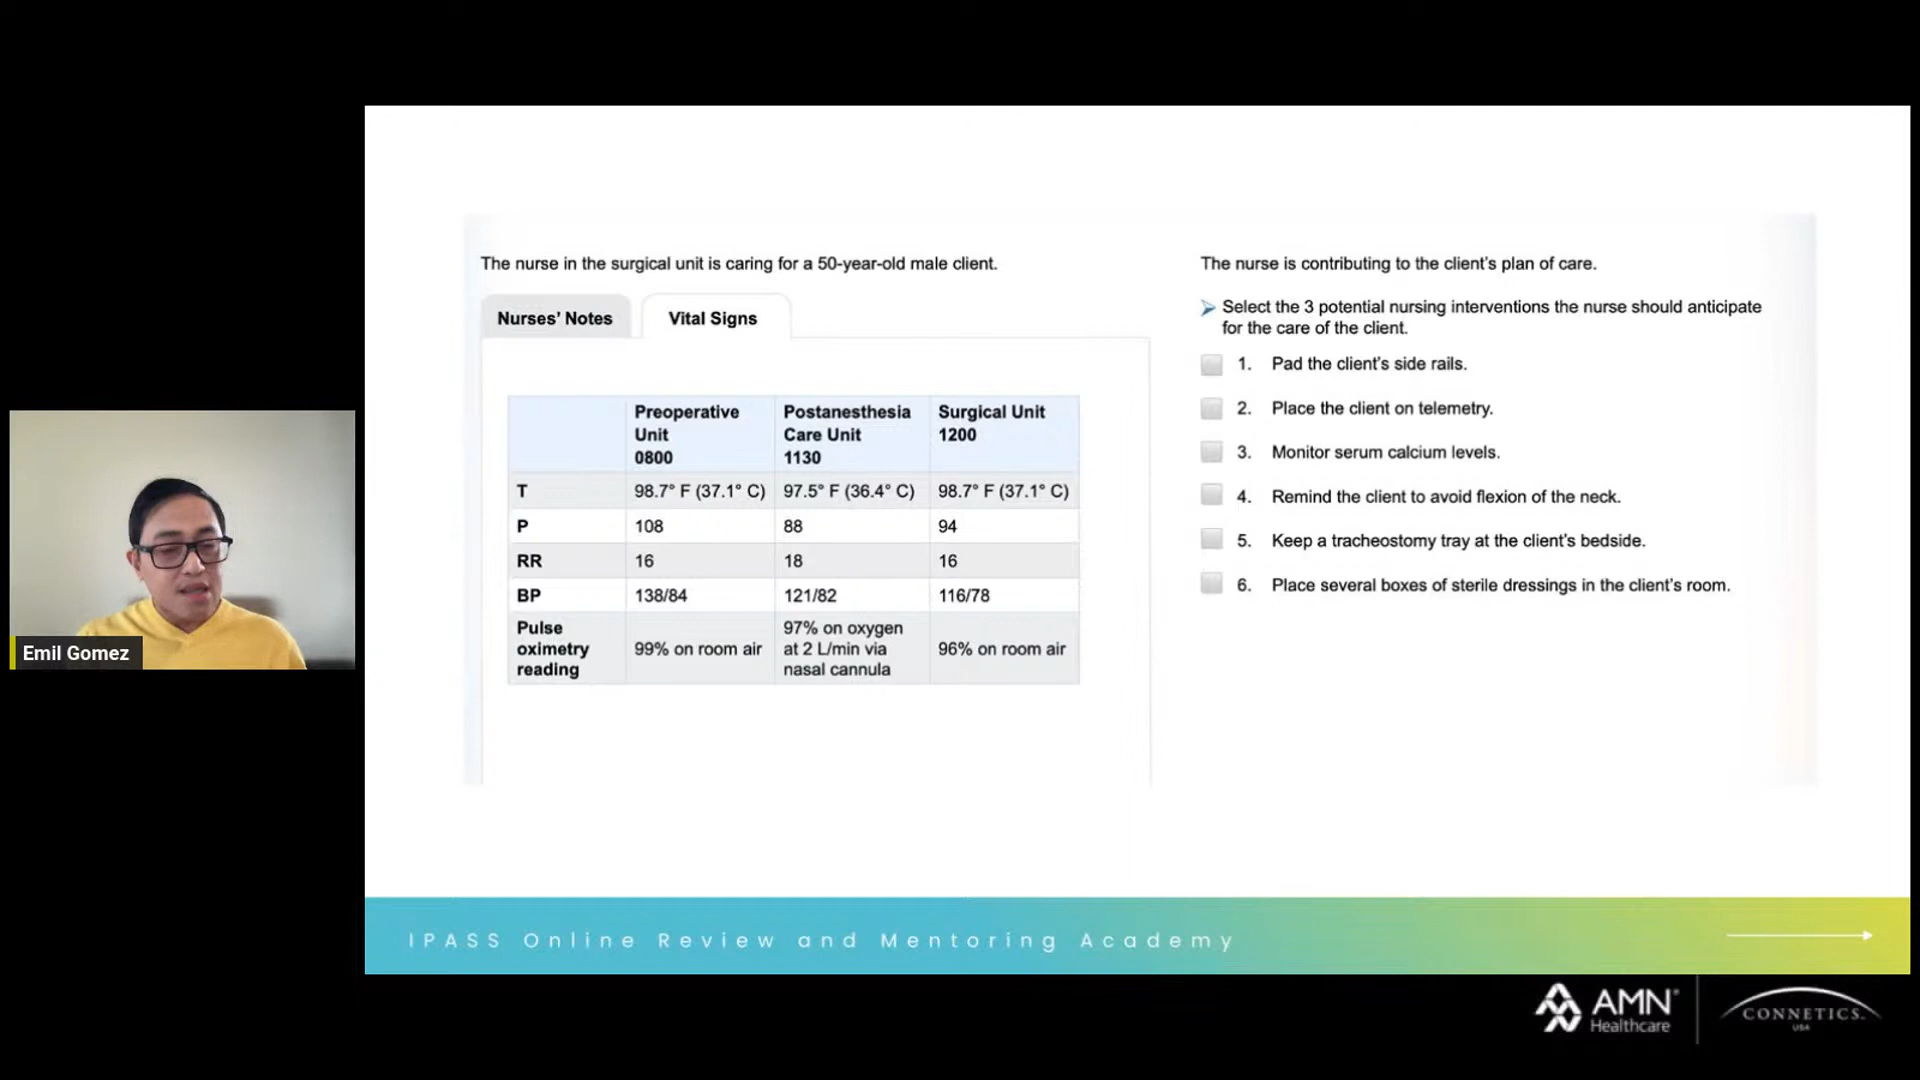 The nurse in the surgical unit is caring for a 50-year-old male client.
Nurses' Notes
Vital Signs
Preoperative Unit 0800
Postanesthesia Care Unit 1130
Surgical Unit 1200
T 98.7° F (37.1° C) 97.5° F (36.4° C) 98.7° F (37.1° C)
P 108 88 94
RR 16 18 16
BP 138/84 121/82 116/78
Pulse oximetry reading 99% on room air 97% on oxygen at 2 L/min via nasal cannula 96% on room air
The nurse is contributing to the client's plan of care.
Select the 3 potential nursing interventions the nurse should anticipate
for the care of the client.
1. Pad the client's side rails.
2. Place the client on telemetry.
3. Monitor serum calcium levels.
4. Remind the client to avoid flexion of the neck.
5. Keep a tracheostomy tray at the client's bedside.
6. Place several boxes of sterile dressings in the client's room.
Emil Gomez
IPASS Online Review and Mentoring Academy
AMN Healthcare
CONNETICS
USA